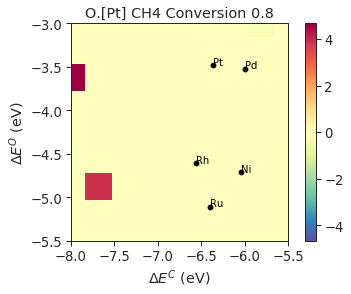 O.[Pt] CH4 Conversion 0.8
−3.0
−3.5
−4.0
−4.5
−5.0
−5.5
ΔE^O (eV)
Pt
Pd
Rh
Ni
Ru
−8.0 −7.5 −7.0 −6.5 −6.0 −5.5
ΔE^C (eV)
4
2
0
−2
−4